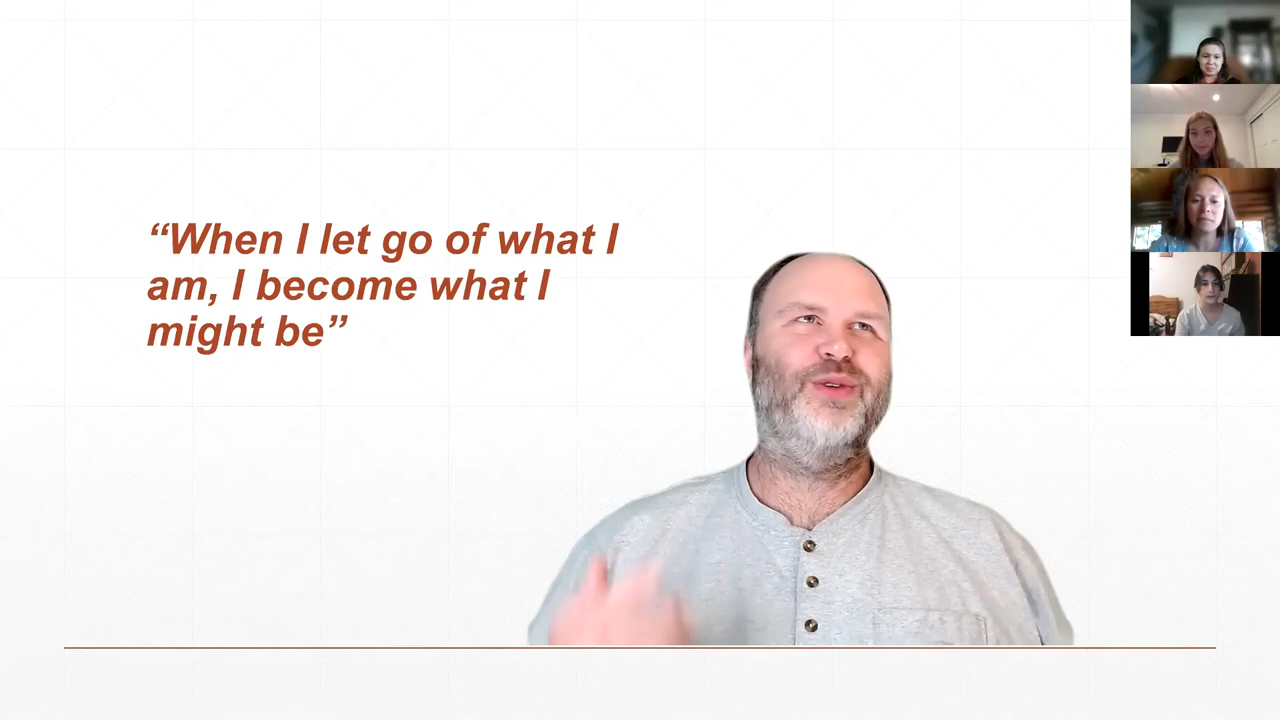 “When I let go of what I
am, I become what I
might be”